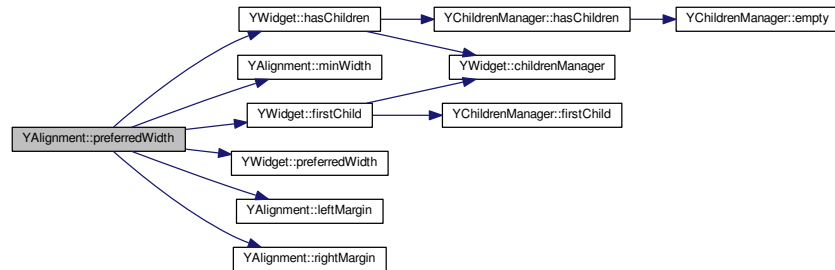 YWidget::hasChildren
YChildrenManager::hasChildren
YChildrenManager::empty
YAlignment::minWidth
YWidget::childrenManager
YWidget::firstChild
YChildrenManager::firstChild
YAlignment::preferredWidth
YWidget::preferredWidth
YAlignment::leftMargin
YAlignment::rightMargin